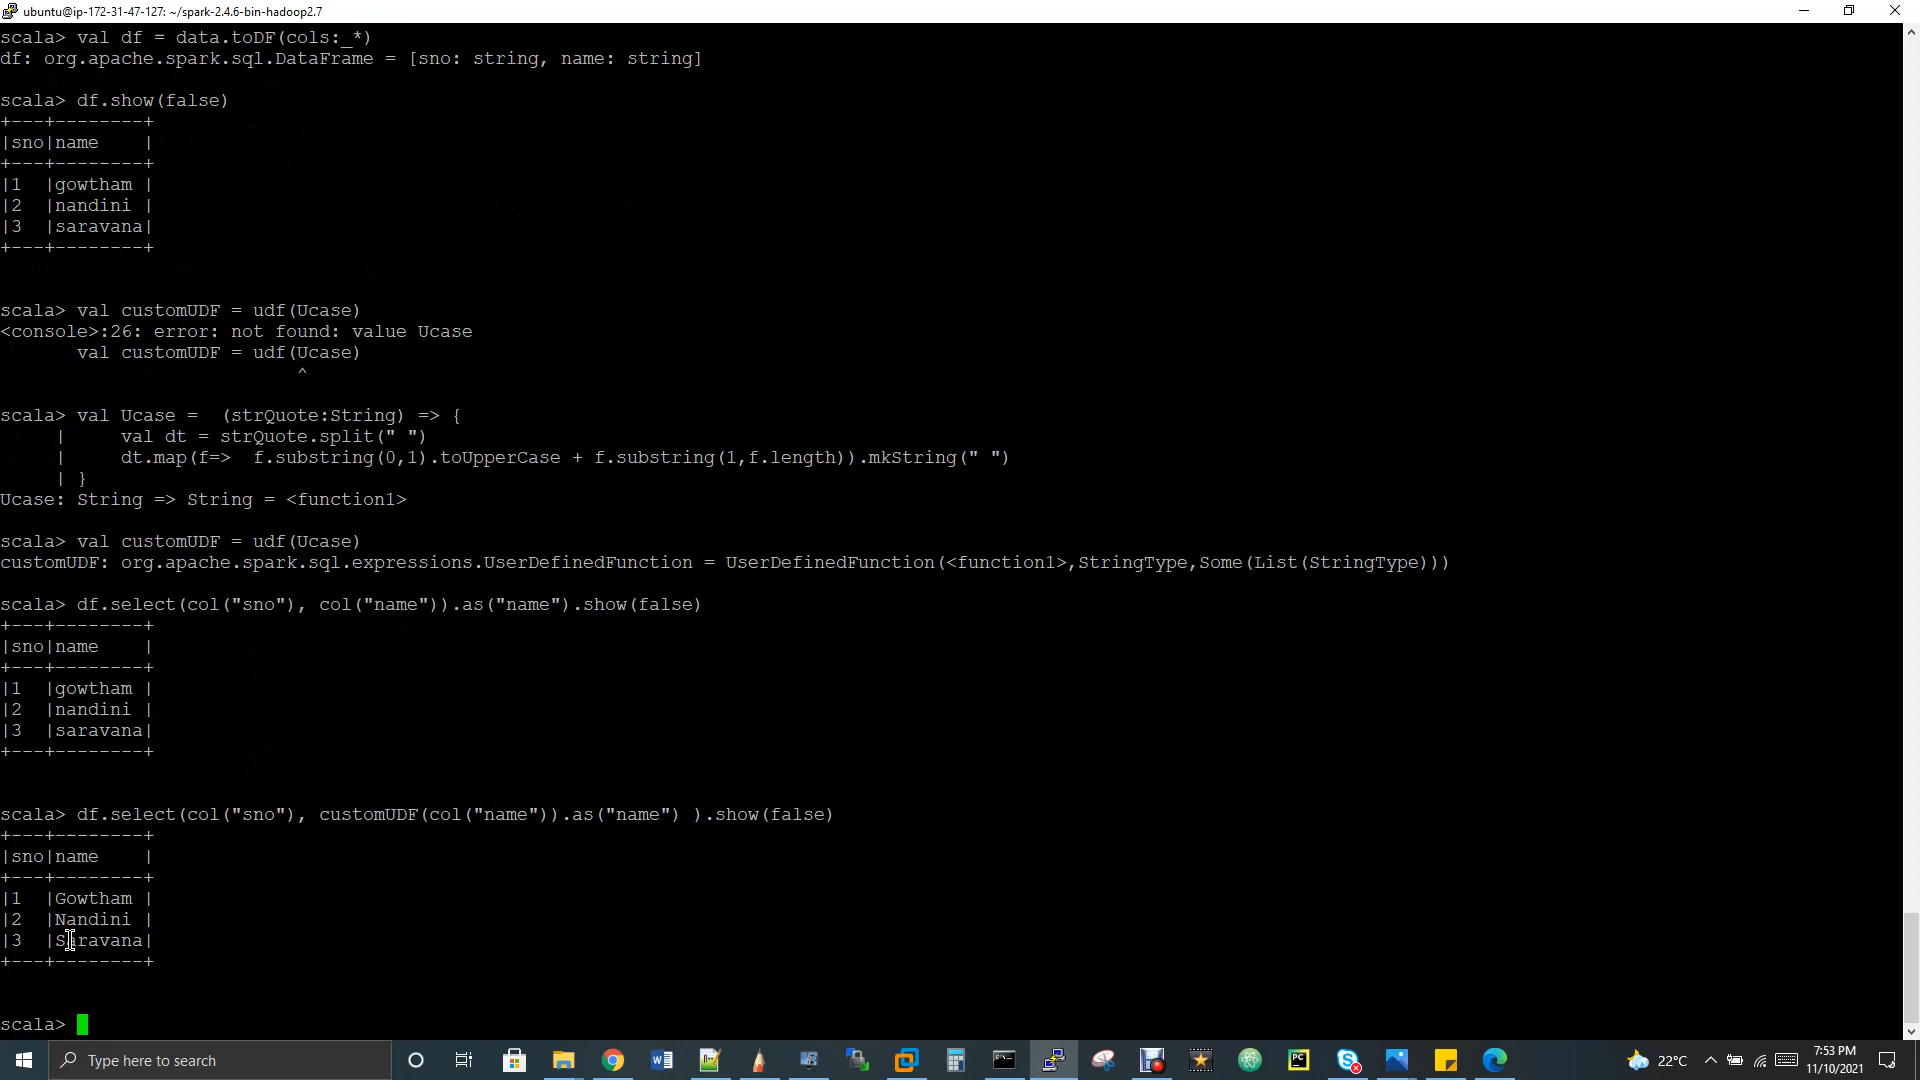 ubuntu@ip-172-31-47-127: ~/spark-2.4.6-bin-hadoop2.7
scala> val df = data.toDF(cols:_*)
df: org.apache.spark.sql.DataFrame = [sno: string, name: string]
scala> df.show(false)
+---+--------+
|sno|name    |
+---+--------+
|1  |gowtham |
|2  |nandini |
|3  |saravana|
+---+--------+
scala> val customUDF = udf(Ucase)
<console>:26: error: not found: value Ucase
       val customUDF = udf(Ucase)
                           ^
scala> val Ucase =  (strQuote:String) => {
     |     val dt = strQuote.split(" ")
     |     dt.map(f=>  f.substring(0,1).toUpperCase + f.substring(1,f.length)).mkString(" ")
     | }
Ucase: String => String = <function1>
scala> val customUDF = udf(Ucase)
customUDF: org.apache.spark.sql.expressions.UserDefinedFunction = UserDefinedFunction(<function1>,StringType,Some(List(StringType)))
scala> df.select(col("sno"), col("name")).as("name").show(false)
+---+--------+
|sno|name    |
+---+--------+
|1  |gowtham |
|2  |nandini |
|3  |saravana|
+---+--------+
scala> df.select(col("sno"), customUDF(col("name")).as("name") ).show(false)
+---+--------+
|sno|name    |
+---+--------+
|1  |Gowtham |
|2  |Nandini |
|3  |Saravana|
+---+--------+
scala>
Type here to search
PC
22°C
7:53 PM
11/10/2021